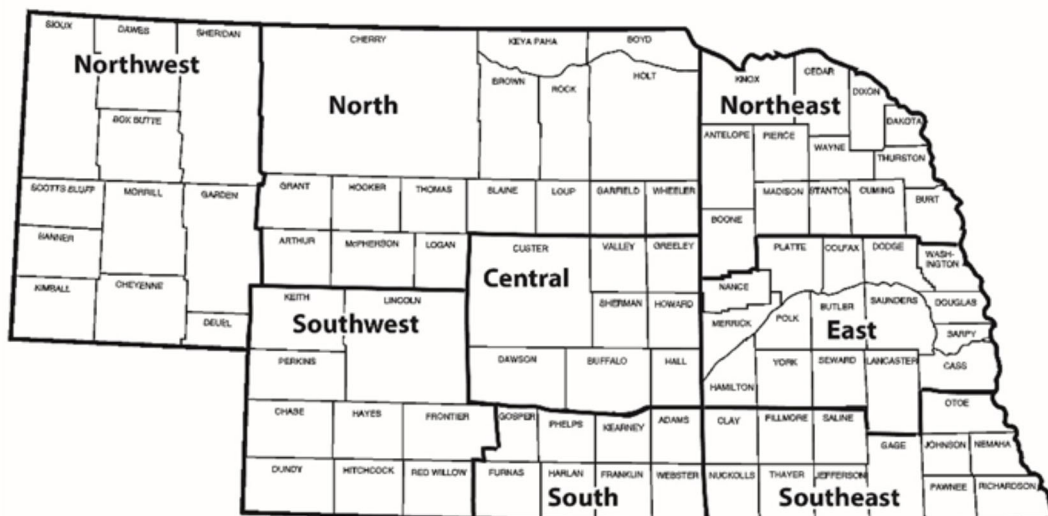 SIOUX
DAWES
SHERIDAN
CHERRY
KEYA PAHA
BOYD
KNOX
CEDAR
DIXON
DAKOTA
Northwest
North
Northeast
BROWN
ROCK
HOLT
BOX BUTTE
ANTELOPE
PIERCE
WAYNE
THURSTON
SCOTTS BLUFF
MORRILL
GARDEN
GRANT
HOOKER
THOMAS
BLAINE
LOUP
GARFIELD
WHEELER
MADISON
STANTON
CUMING
BURT
BOONE
BANNER
ARTHUR
McPHERSON
LOGAN
CUSTER
VALLEY
GREELEY
PLATTE
COLFAX
DODGE
WASH-
INGTON
Central
KIMBALL
CHEYENNE
DEUEL
KEITH
LINCOLN
Southwest
SHERMAN
HOWARD
NANCE
MERRICK
POLK
BUTLER
SAUNDERS
DOUGLAS
SARPY
East
PERKINS
DAWSON
BUFFALO
HALL
HAMILTON
YORK
SEWARD
LANCASTER
CASS
OTOE
CHASE
HAYES
FRONTIER
GOSPER
PHELPS
KEARNEY
ADAMS
CLAY
FILLMORE
SALINE
GAGE
JOHNSON
NEMAHA
DUNDY
HITCHCOCK
RED WILLOW
FURNAS
HARLAN
FRANKLIN
WEBSTER
NUCKOLLS
THAYER
JEFFERSON
PAWNEE
RICHARDSON
South
Southeast